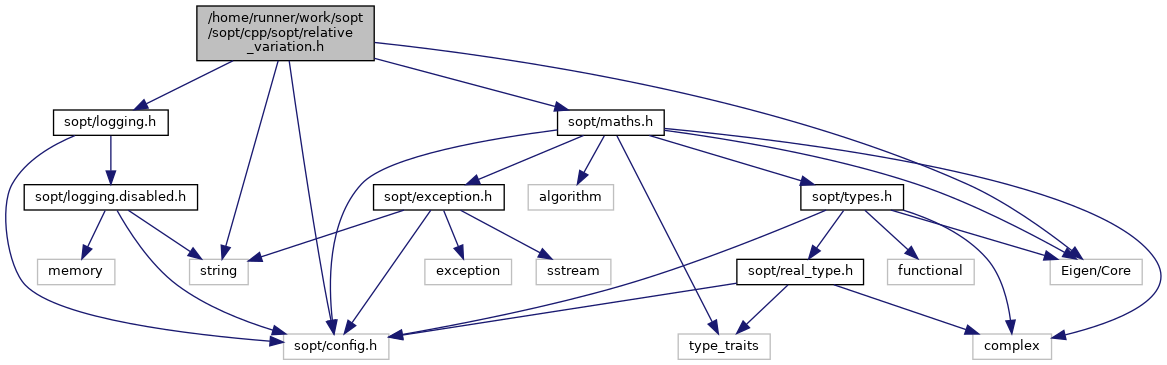 /home/runner/work/sopt
/sopt/cpp/sopt/relative
_variation.h
sopt/logging.h
sopt/maths.h
sopt/logging.disabled.h
sopt/exception.h
algorithm
sopt/types.h
memory
string
exception
sstream
sopt/real_type.h
functional
Eigen/Core
sopt/config.h
type_traits
complex